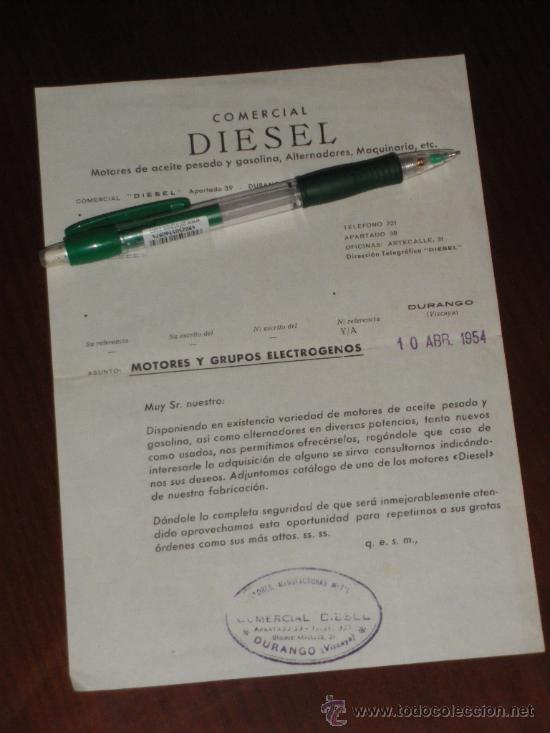 COMERCIAL
DIESEL
Motores de aceite pesado y gasolina, Alternadores, Maquinaria, etc.
COMERCIAL "DIESEL" Apartado 39 - DURANGO
TELEFONO 321
APARTADO 39
OFICINAS: ARTECALLE, 31
Dirección Telegráfica "DIESEL"
DURANGO
(Vizcaya)
Su referencia Su escrito del N/ escrito del N/ referencia
— — — Y/A
10 ABR. 1954
ASUNTO: MOTORES Y GRUPOS ELECTROGENOS
Muy Sr. nuestro:
Disponiendo en existencia variedad de motores de aceite pesado y
gasolina, así como alternadores en diversas potencias, tanto nuevos
como usados, nos permitimos ofrecérselos, rogándole que caso de
interesarle la adquisición de alguno se sirva consultarnos indicándo-
nos sus deseos. Adjuntamos catálogo de uno de los motores «Diesel»
de nuestra fabricación.
Dándole la completa seguridad de que será inmejorablemente aten-
dido aprovechamos esta oportunidad para repetirnos a sus gratas
órdenes como sus más attos. ss. ss.
q. e. s. m.,
MANUFACTURAS
COMERCIAL DIESEL
DURANGO (Vizcaya)
todocoleccion
www.todocoleccion.net